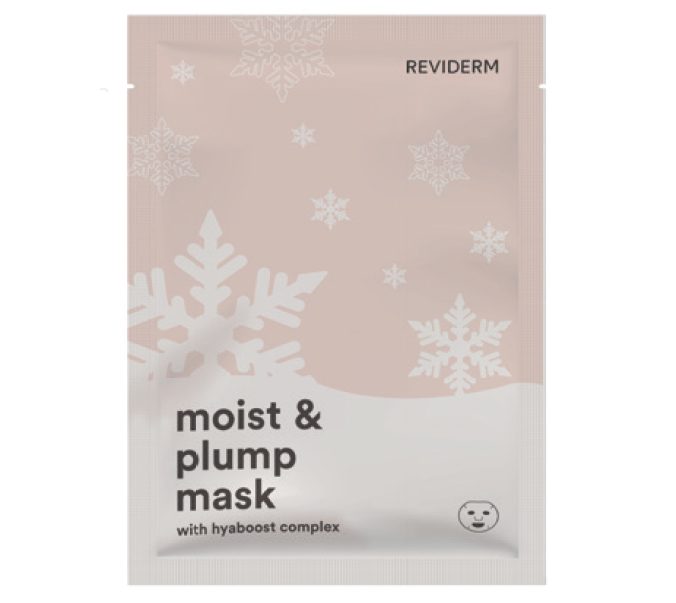 REVIDERM
moist &
plump
mask
with hyaboost complex